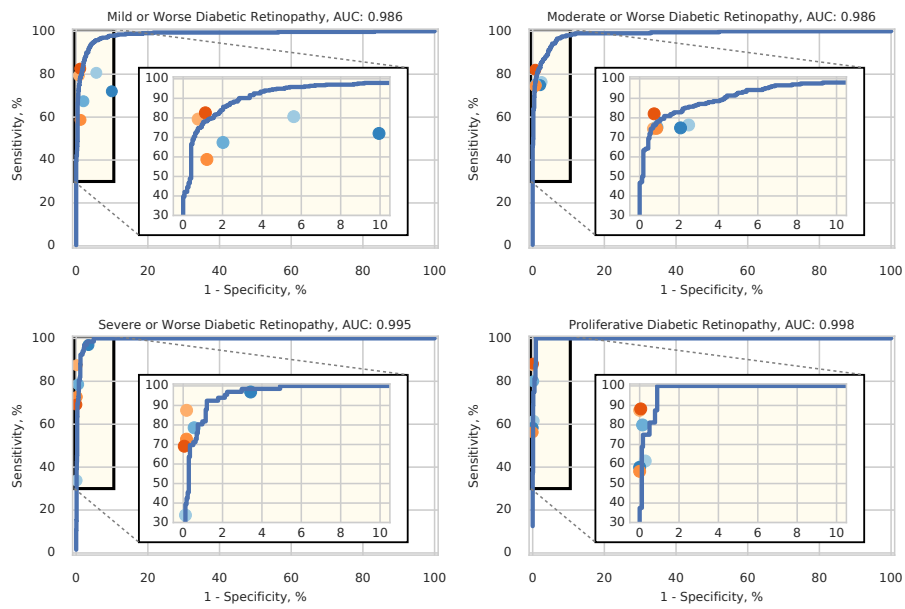 Mild or Worse Diabetic Retinopathy, AUC: 0.986
100
80
60
40
20
0
Sensitivity, %
100
90
80
70
60
50
40
30
0 2 4 6 8 10
0 20 40 60 80 100
1 - Specificity, %
Moderate or Worse Diabetic Retinopathy, AUC: 0.986
100
80
60
40
20
0
Sensitivity, %
100
90
80
70
60
50
40
30
0 2 4 6 8 10
0 20 40 60 80 100
1 - Specificity, %
Severe or Worse Diabetic Retinopathy, AUC: 0.995
100
80
60
40
20
0
Sensitivity, %
100
90
80
70
60
50
40
30
0 2 4 6 8 10
0 20 40 60 80 100
1 - Specificity, %
Proliferative Diabetic Retinopathy, AUC: 0.998
100
80
60
40
20
0
Sensitivity, %
100
90
80
70
60
50
40
30
0 2 4 6 8 10
0 20 40 60 80 100
1 - Specificity, %